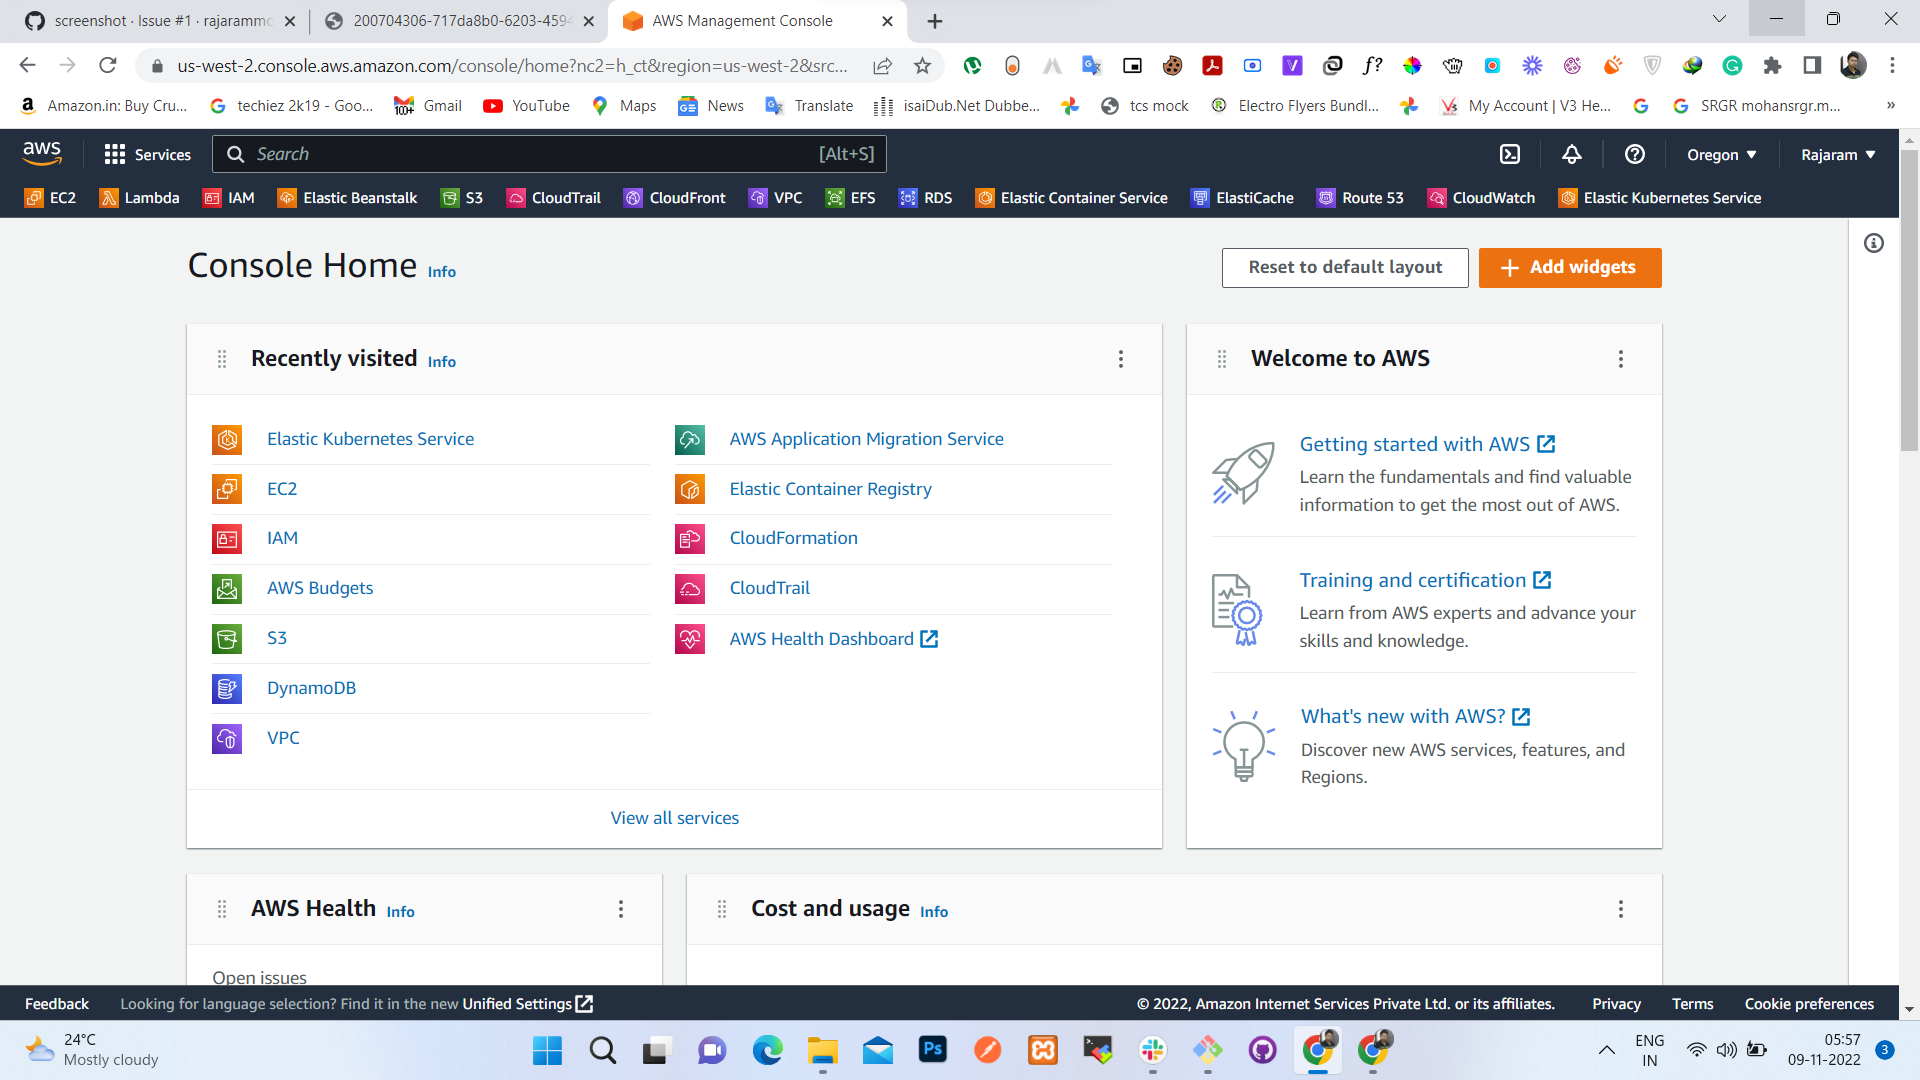 screenshot · Issue #1 · rajarammo
200704306-717da8b0-6203-4594
AWS Management Console
us-west-2.console.aws.amazon.com/console/home?nc2=h_ct&region=us-west-2&src...
Amazon.in: Buy Cru...
techiez 2k19 - Goo...
Gmail
YouTube
Maps
News
Translate
isaiDub.Net Dubbe...
tcs mock
Electro Flyers Bundl...
My Account | V3 He...
SRGR mohansrgr.m...
»
aws
Services
Search
[Alt+S]
Oregon
Rajaram
EC2
Lambda
IAM
Elastic Beanstalk
S3
CloudTrail
CloudFront
VPC
EFS
RDS
Elastic Container Service
ElastiCache
Route 53
CloudWatch
Elastic Kubernetes Service
Console Home Info
Reset to default layout
Add widgets
Recently visited Info
Elastic Kubernetes Service
EC2
IAM
AWS Budgets
S3
DynamoDB
VPC
AWS Application Migration Service
Elastic Container Registry
CloudFormation
CloudTrail
AWS Health Dashboard
View all services
Welcome to AWS
Getting started with AWS
Learn the fundamentals and find valuable
information to get the most out of AWS.
Training and certification
Learn from AWS experts and advance your
skills and knowledge.
What's new with AWS?
Discover new AWS services, features, and
Regions.
AWS Health Info
Open issues
Cost and usage Info
Feedback
Looking for language selection? Find it in the new Unified Settings
© 2022, Amazon Internet Services Private Ltd. or its affiliates.
Privacy
Terms
Cookie preferences
24°C
Mostly cloudy
Ps
ENG
IN
05:57
09-11-2022
3